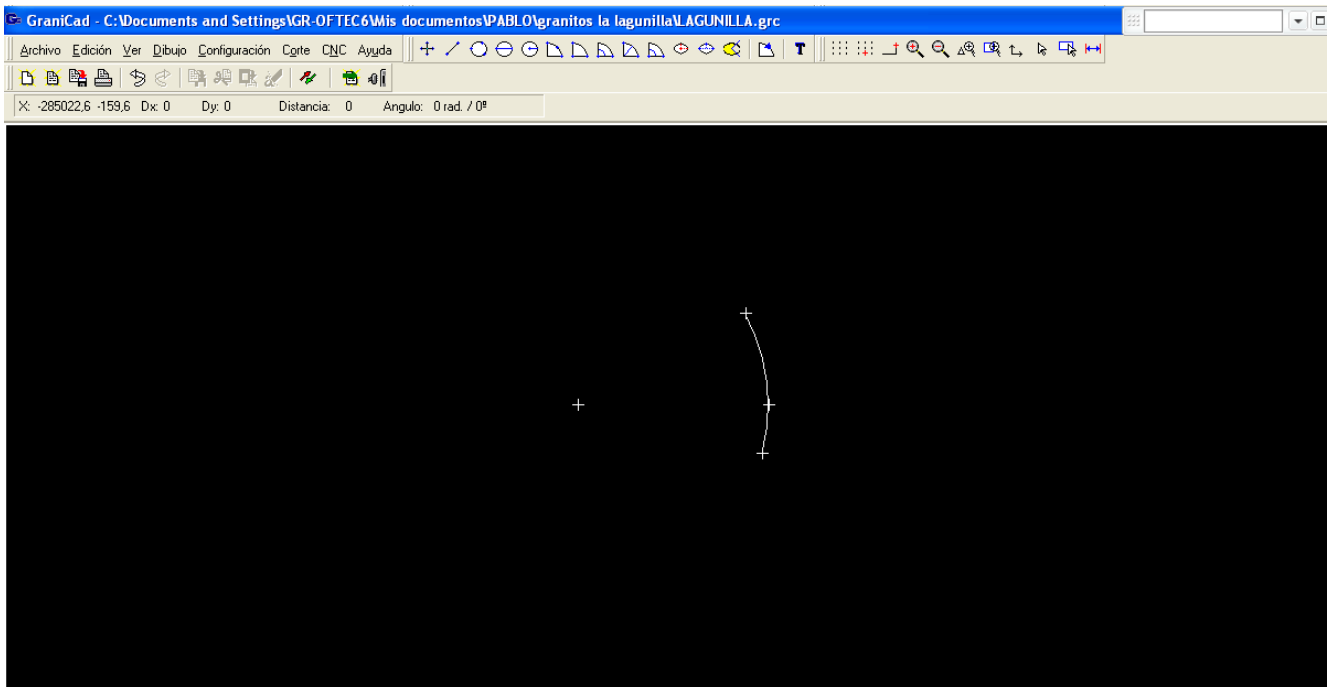 GraniCad - C:\Documents and Settings\GR-OFTEC6\Mis documentos\PABLO\granitos la lagunilla\LAGUNILLA.grc
Archivo Edición Ver Dibujo Configuración Corte CNC Ayuda T
X: -285022,6 -159,6 Dx: 0 Dy: 0 Distancia: 0 Angulo: 0 rad. / 0º